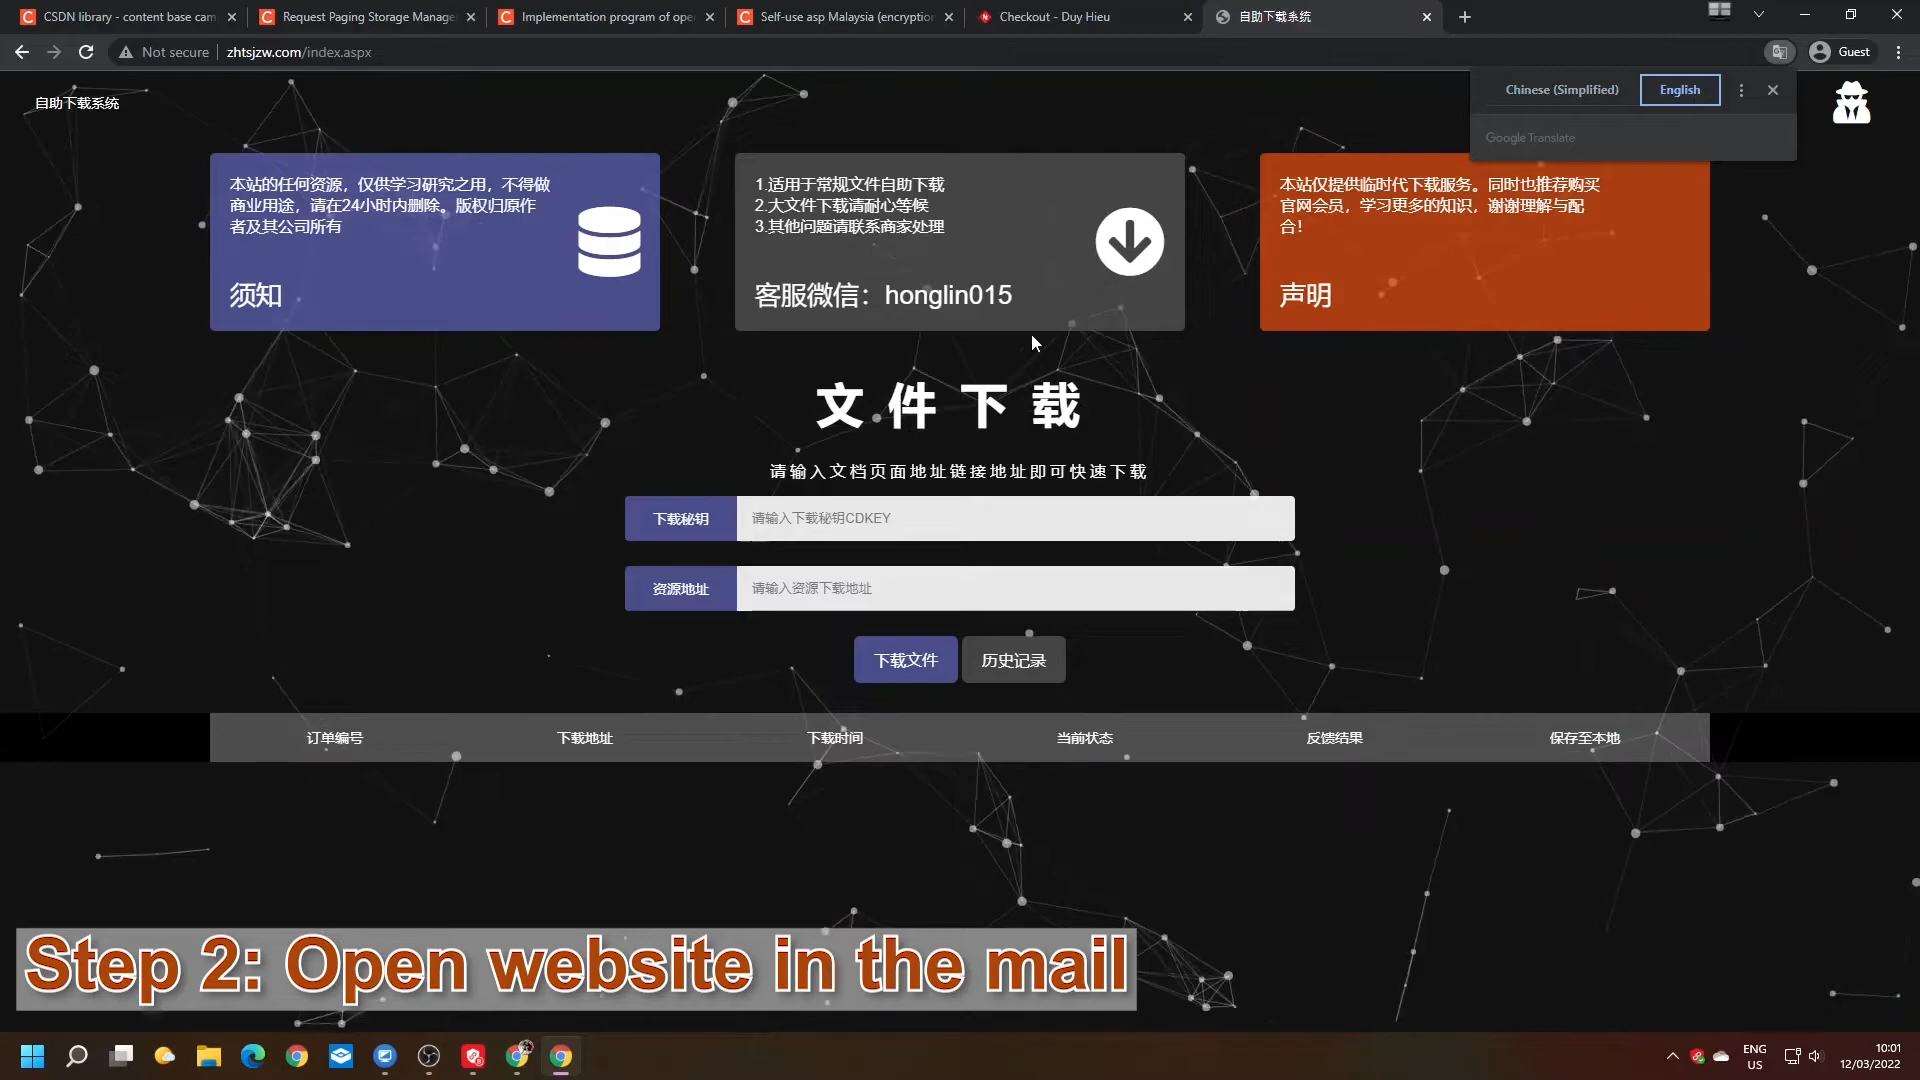 CSDN library - content base cam
Request Paging Storage Manage
Implementation program of ope
Self-use asp Malaysia (encryption
Checkout - Duy Hieu
自助下载系统
Not secure
zhtsjzw.com/index.aspx
Guest
Chinese (Simplified)
English
Google Translate
自助下载系统
本站的任何资源，仅供学习研究之用，不得做
商业用途，请在24小时内删除。版权归原作
者及其公司所有
须知
1.适用于常规文件自助下载
2.大文件下载请耐心等候
3.其他问题请联系商家处理
客服微信：honglin015
本站仅提供临时代下载服务。同时也推荐购买
官网会员，学习更多的知识，谢谢理解与配
合！
声明
文件下载
请输入文档页面地址链接地址即可快速下载
下载秘钥
请输入下载秘钥CDKEY
资源地址
请输入资源下载地址
下载文件
历史记录
订单编号
下载地址
下载时间
当前状态
反馈结果
保存至本地
Step 2: Open website in the mail
ENG
US
10:01
12/03/2022